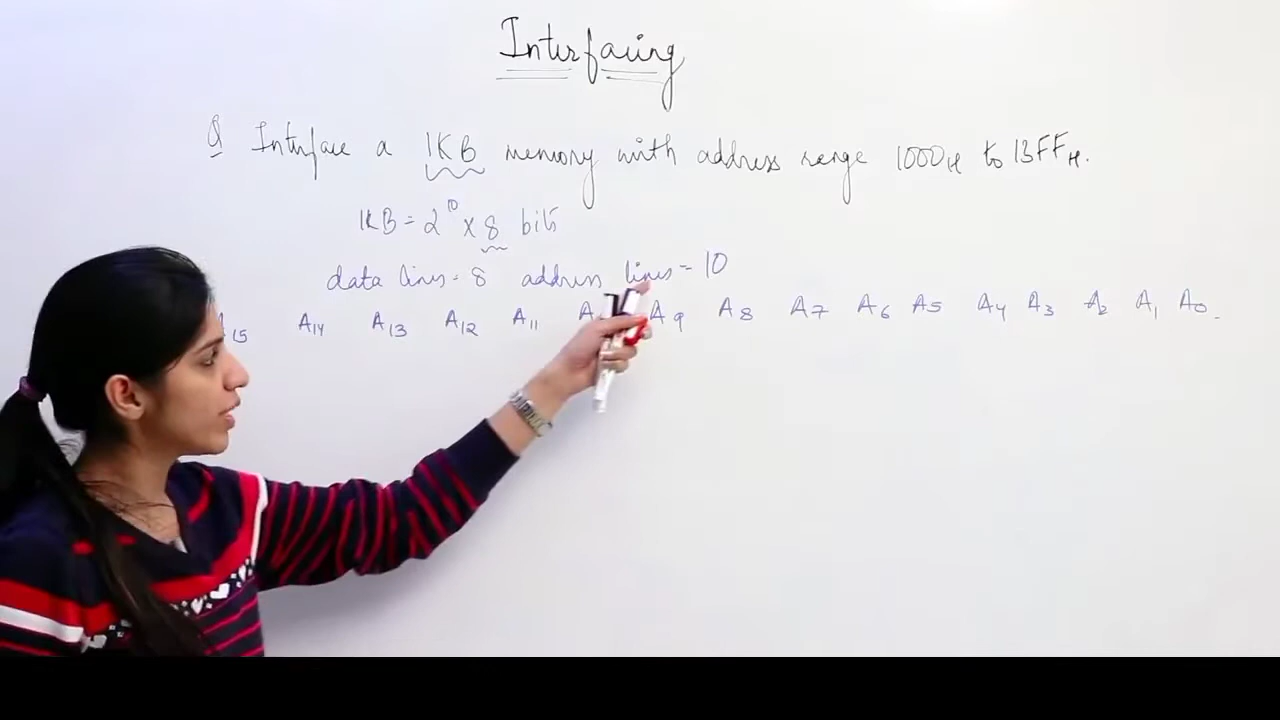 Interfacing
Q Interface a 1KB memory with address range 1000H to 13FFH.
1KB = 2^10 x 8 bits
data lines = 8 address lines = 10
15 A14 A13 A12 A11 A A9 A8 A7 A6 A5 A4 A3 A2 A1 A0